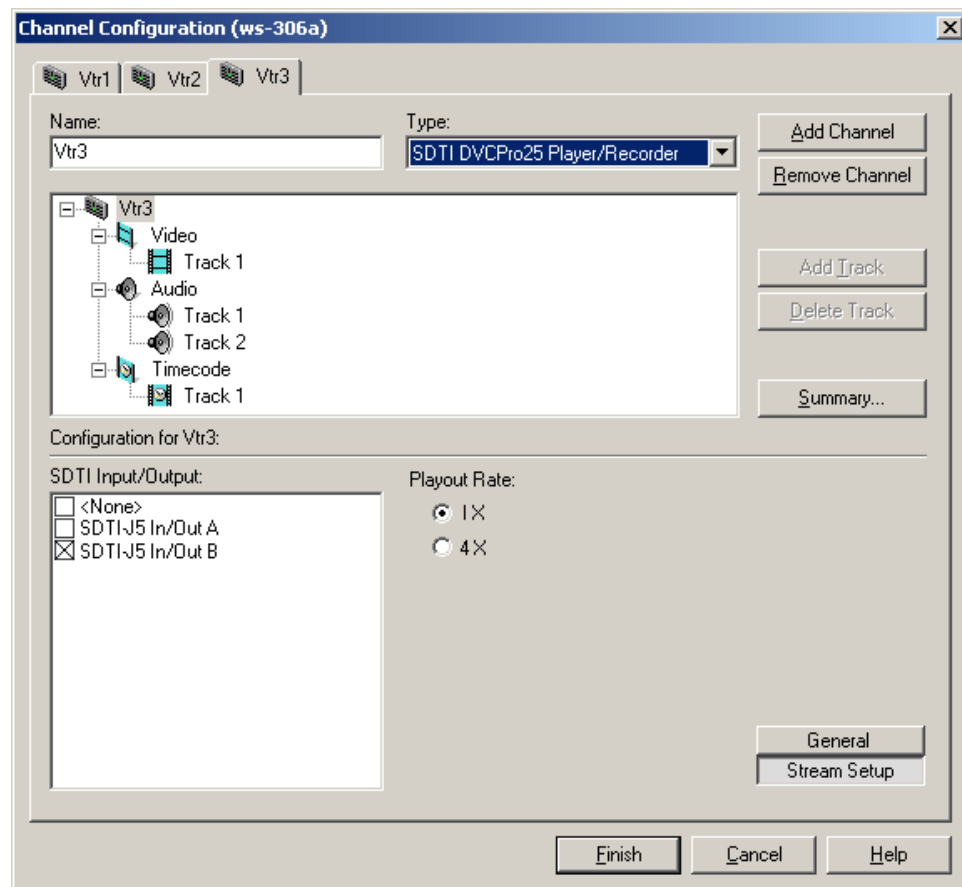 Channel Configuration (ws-306a)
Vtr1 Vtr2 Vtr3
Name:
Vtr3
Type:
SDTI DVCPro25 Player/Recorder
Add Channel
Remove Channel
Vtr3
Video
Track 1
Audio
Track 1
Track 2
Timecode
Track 1
Add Track
Delete Track
Summary...
Configuration for Vtr3:
SDTI Input/Output:
<None>
SDTI-J5 In/Out A
SDTI-J5 In/Out B
Playout Rate:
1X
4X
General
Stream Setup
Finish Cancel Help